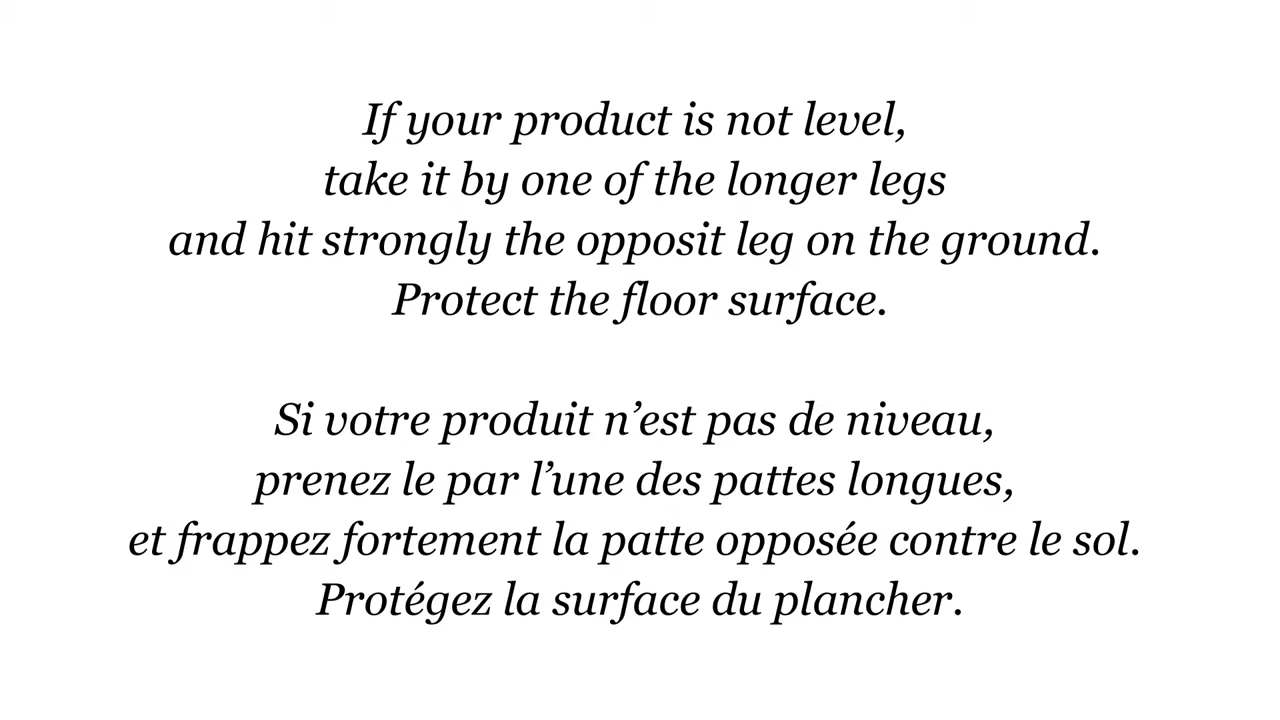 If your product is not level,
take it by one of the longer legs
and hit strongly the opposit leg on the ground.
Protect the floor surface.
Si votre produit n’est pas de niveau,
prenez le par l’une des pattes longues,
et frappez fortement la patte opposée contre le sol.
Protégez la surface du plancher.